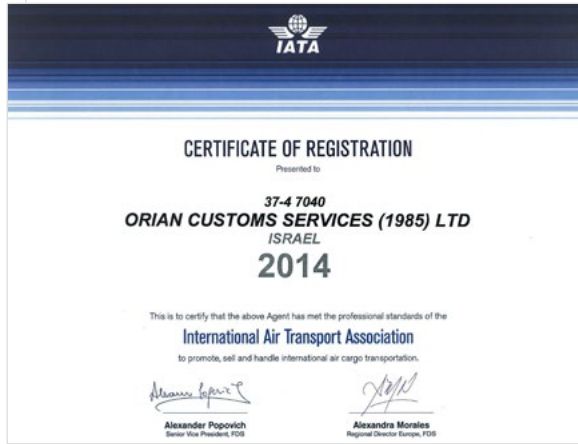 IATA
CERTIFICATE OF REGISTRATION
Presented to
37-4 7040
ORIAN CUSTOMS SERVICES (1985) LTD
ISRAEL
2014
This is to certify that the above Agent has met the professional standards of the
International Air Transport Association
to promote, sell and handle international air cargo transportation.
Alexander Popovich
Senior Vice President, FDS
Alexandra Morales
Regional Director Europe, FDS